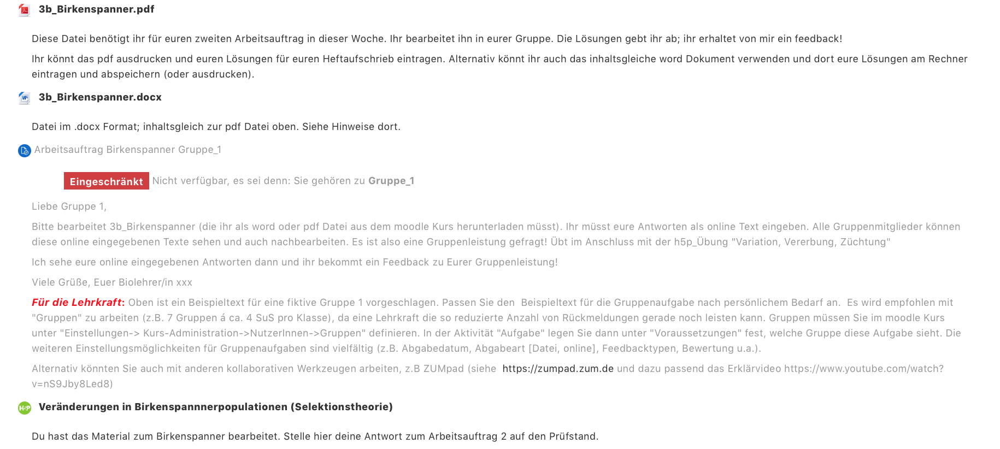 3b_Birkenspanner.pdf
Diese Datei benötigt ihr für euren zweiten Arbeitsauftrag in dieser Woche. Ihr bearbeitet ihn in eurer Gruppe. Die Lösungen gebt ihr ab; ihr erhaltet von mir ein feedback!
Ihr könnt das pdf ausdrucken und euren Lösungen für euren Heftaufschrieb eintragen. Alternativ könnt ihr auch das inhaltsgleiche word Dokument verwenden und dort eure Lösungen am Rechner
eintragen und abspeichern (oder ausdrucken).
3b_Birkenspanner.docx
Datei im .docx Format; inhaltsgleich zur pdf Datei oben. Siehe Hinweise dort.
Arbeitsauftrag Birkenspanner Gruppe_1
Eingeschränkt Nicht verfügbar, es sei denn: Sie gehören zu Gruppe_1
Liebe Gruppe 1,
Bitte bearbeitet 3b_Birkenspanner (die ihr als word oder pdf Datei aus dem moodle Kurs herunterladen müsst). Ihr müsst eure Antworten als online Text eingeben. Alle Gruppenmitglieder können
diese online eingegebenen Texte sehen und auch nachbearbeiten. Es ist also eine Gruppenleistung gefragt! Übt im Anschluss mit der h5p_Übung "Variation, Vererbung, Züchtung"
Ich sehe eure online eingegebenen Antworten dann und ihr bekommt ein Feedback zu Eurer Gruppenleistung!
Viele Grüße, Euer Biolehrer/in xxx
Für die Lehrkraft: Oben ist ein Beispieltext für eine fiktive Gruppe 1 vorgeschlagen. Passen Sie den Beispieltext für die Gruppenaufgabe nach persönlichem Bedarf an. Es wird empfohlen mit
"Gruppen" zu arbeiten (z.B. 7 Gruppen á ca. 4 SuS pro Klasse), da eine Lehrkraft die so reduzierte Anzahl von Rückmeldungen gerade noch leisten kann. Gruppen müssen Sie im moodle Kurs
unter "Einstellungen-> Kurs-Administration->NutzerInnen->Gruppen" definieren. In der Aktivität "Aufgabe" legen Sie dann unter "Voraussetzungen" fest, welche Gruppe diese Aufgabe sieht. Die
weiteren Einstellungsmöglichkeiten für Gruppenaufgaben sind vielfältig (z.B. Abgabedatum, Abgabeart [Datei, online], Feedbacktypen, Bewertung u.a.).
Alternativ könnten Sie auch mit anderen kollaborativen Werkzeugen arbeiten, z.B ZUMpad (siehe https://zumpad.zum.de und dazu passend das Erklärvideo https://www.youtube.com/watch?
v=nS9Jby8Led8)
H-P Veränderungen in Birkenspannnerpopulationen (Selektionstheorie)
Du hast das Material zum Birkenspanner bearbeitet. Stelle hier deine Antwort zum Arbeitsauftrag 2 auf den Prüfstand.